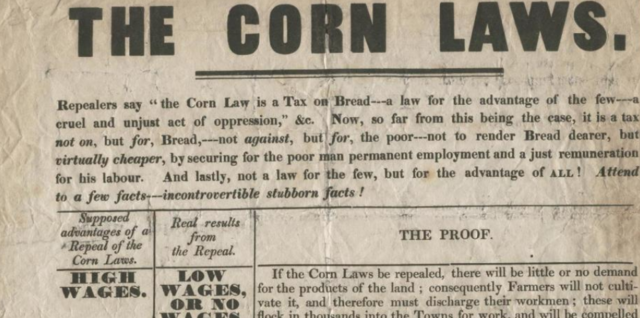 THE CORN LAWS.
Repealers say "the Corn Law is a Tax on Bread---a law for the advantage of the few---a
cruel and unjust act of oppression," &c. Now, so far from this being the case, it is a tax
not on, but for, Bread,---not against, but for, the poor---not to render Bread dearer, but
virtually cheaper, by securing for the poor man permanent employment and a just remuneration
for his labour. And lastly, not a law for the few, but for the advantage of ALL! Attend
to a few facts---incontrovertible stubborn facts!
Supposed
advantages of a
Repeal of the
Corn Laws.
Real results
from
the Repeal.
THE PROOF.
HIGH
WAGES.
LOW
WAGES,
OR NO
WAGES
If the Corn Laws be repealed, there will be little or no demand
for the products of the land; consequently Farmers will not culti-
vate it, and therefore must discharge their workmen; these will
flock in thousands into the Towns for work, and will be compelled